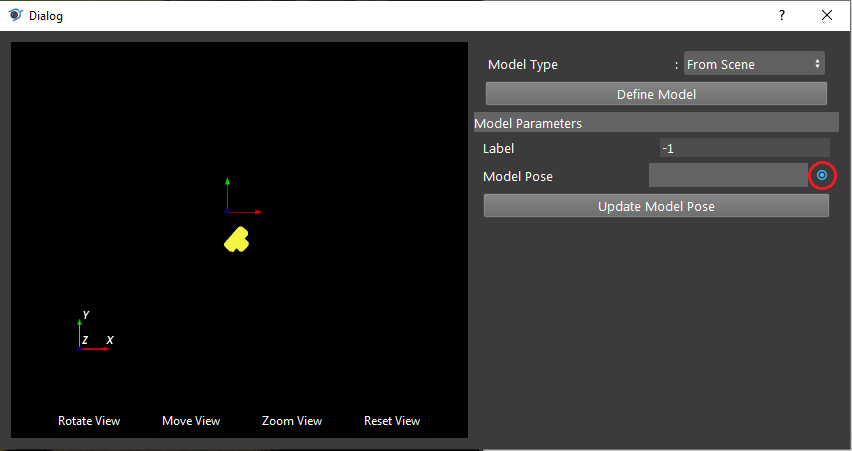 Dialog
?
Model Type : From Scene
Define Model
Model Parameters
Label -1
Model Pose
Update Model Pose
Y
Z X
Rotate View Move View Zoom View Reset View